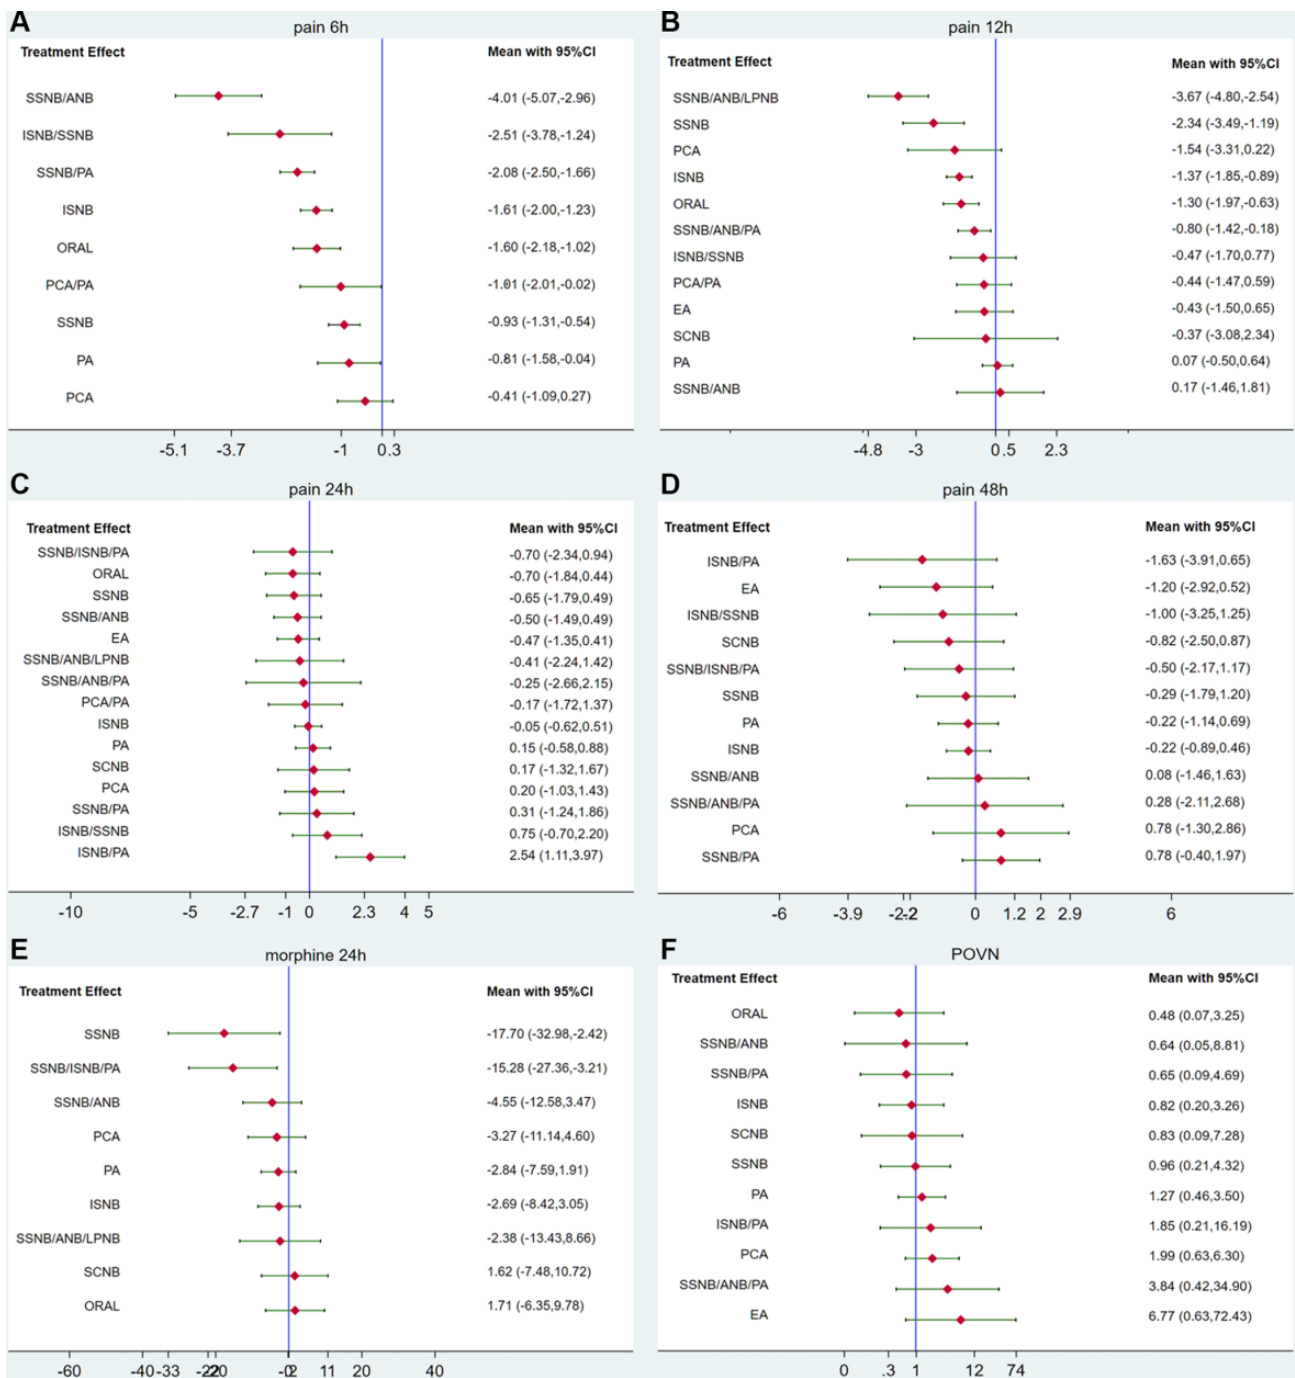 A
pain 6h
Treatment Effect Mean with 95%CI
SSNB/ANB -4.01 (-5.07,-2.96)
ISNB/SSNB -2.51 (-3.78,-1.24)
SSNB/PA -2.08 (-2.50,-1.66)
ISNB -1.61 (-2.00,-1.23)
ORAL -1.60 (-2.18,-1.02)
PCA/PA -1.01 (-2.01,-0.02)
SSNB -0.93 (-1.31,-0.54)
PA -0.81 (-1.58,-0.04)
PCA -0.41 (-1.09,0.27)
-5.1 -3.7 -1 0.3
B
pain 12h
Treatment Effect Mean with 95%CI
SSNB/ANB/LPNB -3.67 (-4.80,-2.54)
SSNB -2.34 (-3.49,-1.19)
PCA -1.54 (-3.31,0.22)
ISNB -1.37 (-1.85,-0.89)
ORAL -1.30 (-1.97,-0.63)
SSNB/ANB/PA -0.80 (-1.42,-0.18)
ISNB/SSNB -0.47 (-1.70,0.77)
PCA/PA -0.44 (-1.47,0.59)
EA -0.43 (-1.50,0.65)
SCNB -0.37 (-3.08,2.34)
PA 0.07 (-0.50,0.64)
SSNB/ANB 0.17 (-1.46,1.81)
-4.8 -3 0.5 2.3
C
pain 24h
Treatment Effect Mean with 95%CI
SSNB/ISNB/PA -0.70 (-2.34,0.94)
ORAL -0.70 (-1.84,0.44)
SSNB -0.65 (-1.79,0.49)
SSNB/ANB -0.50 (-1.49,0.49)
EA -0.47 (-1.35,0.41)
SSNB/ANB/LPNB -0.41 (-2.24,1.42)
SSNB/ANB/PA -0.25 (-2.66,2.15)
PCA/PA -0.17 (-1.72,1.37)
ISNB -0.05 (-0.62,0.51)
PA 0.15 (-0.58,0.88)
SCNB 0.17 (-1.32,1.67)
PCA 0.20 (-1.03,1.43)
SSNB/PA 0.31 (-1.24,1.86)
ISNB/SSNB 0.75 (-0.70,2.20)
ISNB/PA 2.54 (1.11,3.97)
-10 -5 -2.7 -1 0 2.3 4 5
D
pain 48h
Treatment Effect Mean with 95%CI
ISNB/PA -1.63 (-3.91,0.65)
EA -1.20 (-2.92,0.52)
ISNB/SSNB -1.00 (-3.25,1.25)
SCNB -0.82 (-2.50,0.87)
SSNB/ISNB/PA -0.50 (-2.17,1.17)
SSNB -0.29 (-1.79,1.20)
PA -0.22 (-1.14,0.69)
ISNB -0.22 (-0.89,0.46)
SSNB/ANB 0.08 (-1.46,1.63)
SSNB/ANB/PA 0.28 (-2.11,2.68)
PCA 0.78 (-1.30,2.86)
SSNB/PA 0.78 (-0.40,1.97)
-6 -3.9 0 1.2 2 2.9 6
E
morphine 24h
Treatment Effect Mean with 95%CI
SSNB -17.70 (-32.98,-2.42)
SSNB/ISNB/PA -15.28 (-27.36,-3.21)
SSNB/ANB -4.55 (-12.58,3.47)
PCA -3.27 (-11.14,4.60)
PA -2.84 (-7.59,1.91)
ISNB -2.69 (-8.42,3.05)
SSNB/ANB/LPNB -2.38 (-13.43,8.66)
SCNB 1.62 (-7.48,10.72)
ORAL 1.71 (-6.35,9.78)
-60 -40 -33 11 20 40
F
POVN
Treatment Effect Mean with 95%CI
ORAL 0.48 (0.07,3.25)
SSNB/ANB 0.64 (0.05,8.81)
SSNB/PA 0.65 (0.09,4.69)
ISNB 0.82 (0.20,3.26)
SCNB 0.83 (0.09,7.28)
SSNB 0.96 (0.21,4.32)
PA 1.27 (0.46,3.50)
ISNB/PA 1.85 (0.21,16.19)
PCA 1.99 (0.63,6.30)
SSNB/ANB/PA 3.84 (0.42,34.90)
EA 6.77 (0.63,72.43)
0 .3 1 12 74